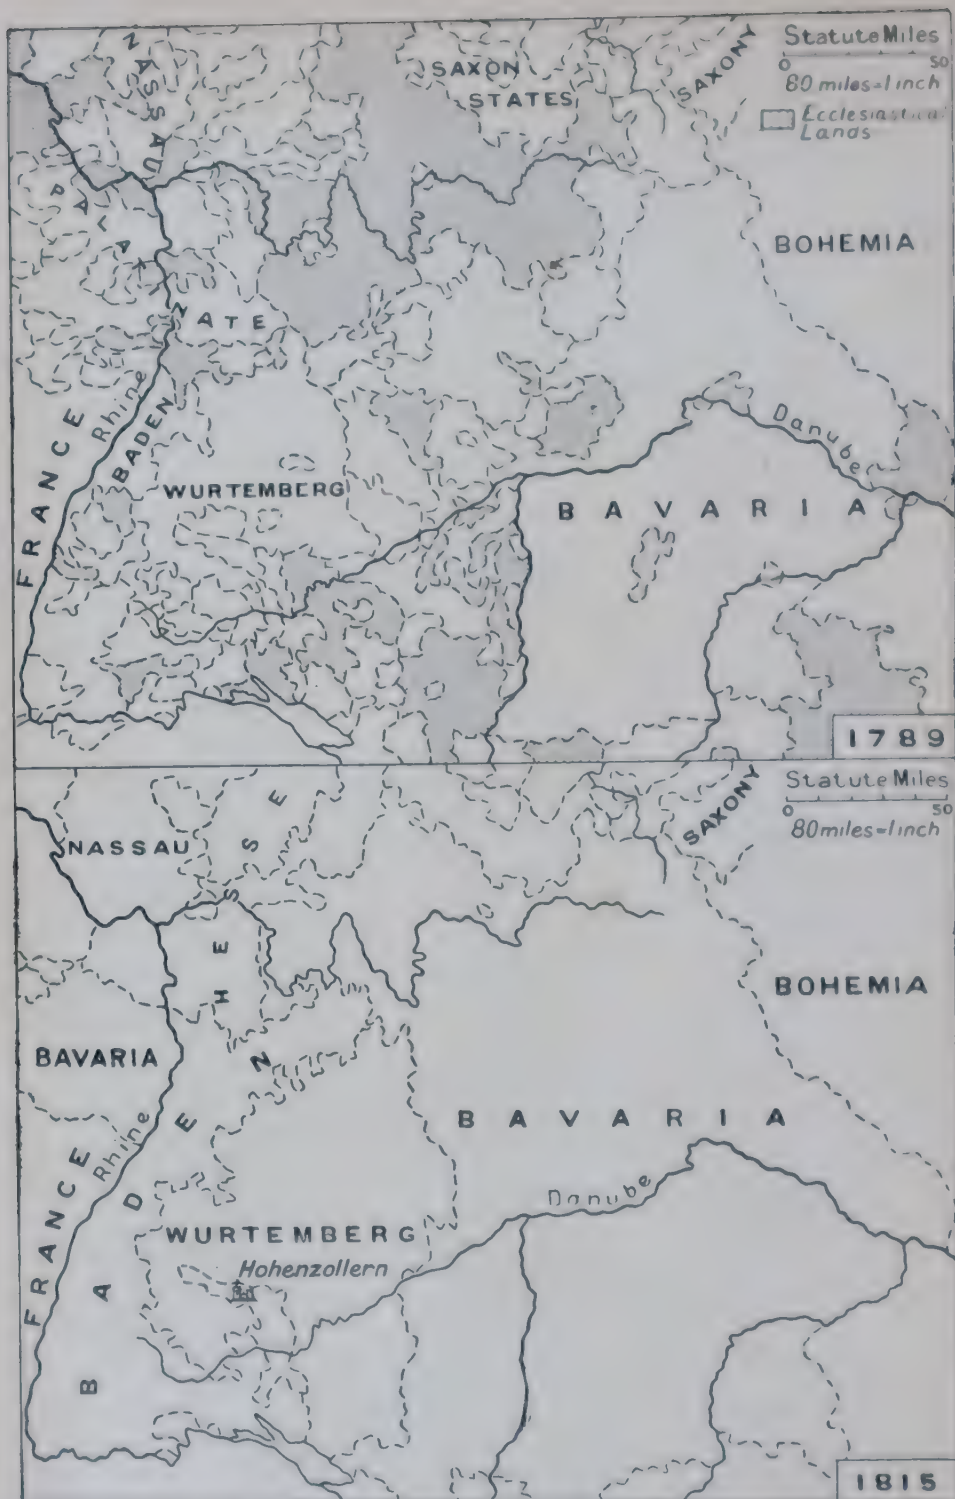 NASSAU
SAXON
STATES
SAXONY
Statute Miles
0 50
80 miles=1 inch
Ecclesiastical
Lands
PALATINATE
BOHEMIA
FRANCE
Rhine
BADEN
WURTEMBERG
Danube
BAVARIA
1789
NASSAU
HESSE
SAXONY
Statute Miles
0 50
80 miles=1 inch
BOHEMIA
BAVARIA
BAVARIA
FRANCE
Rhine
BADEN
Danube
WURTEMBERG
Hohenzollern
1815